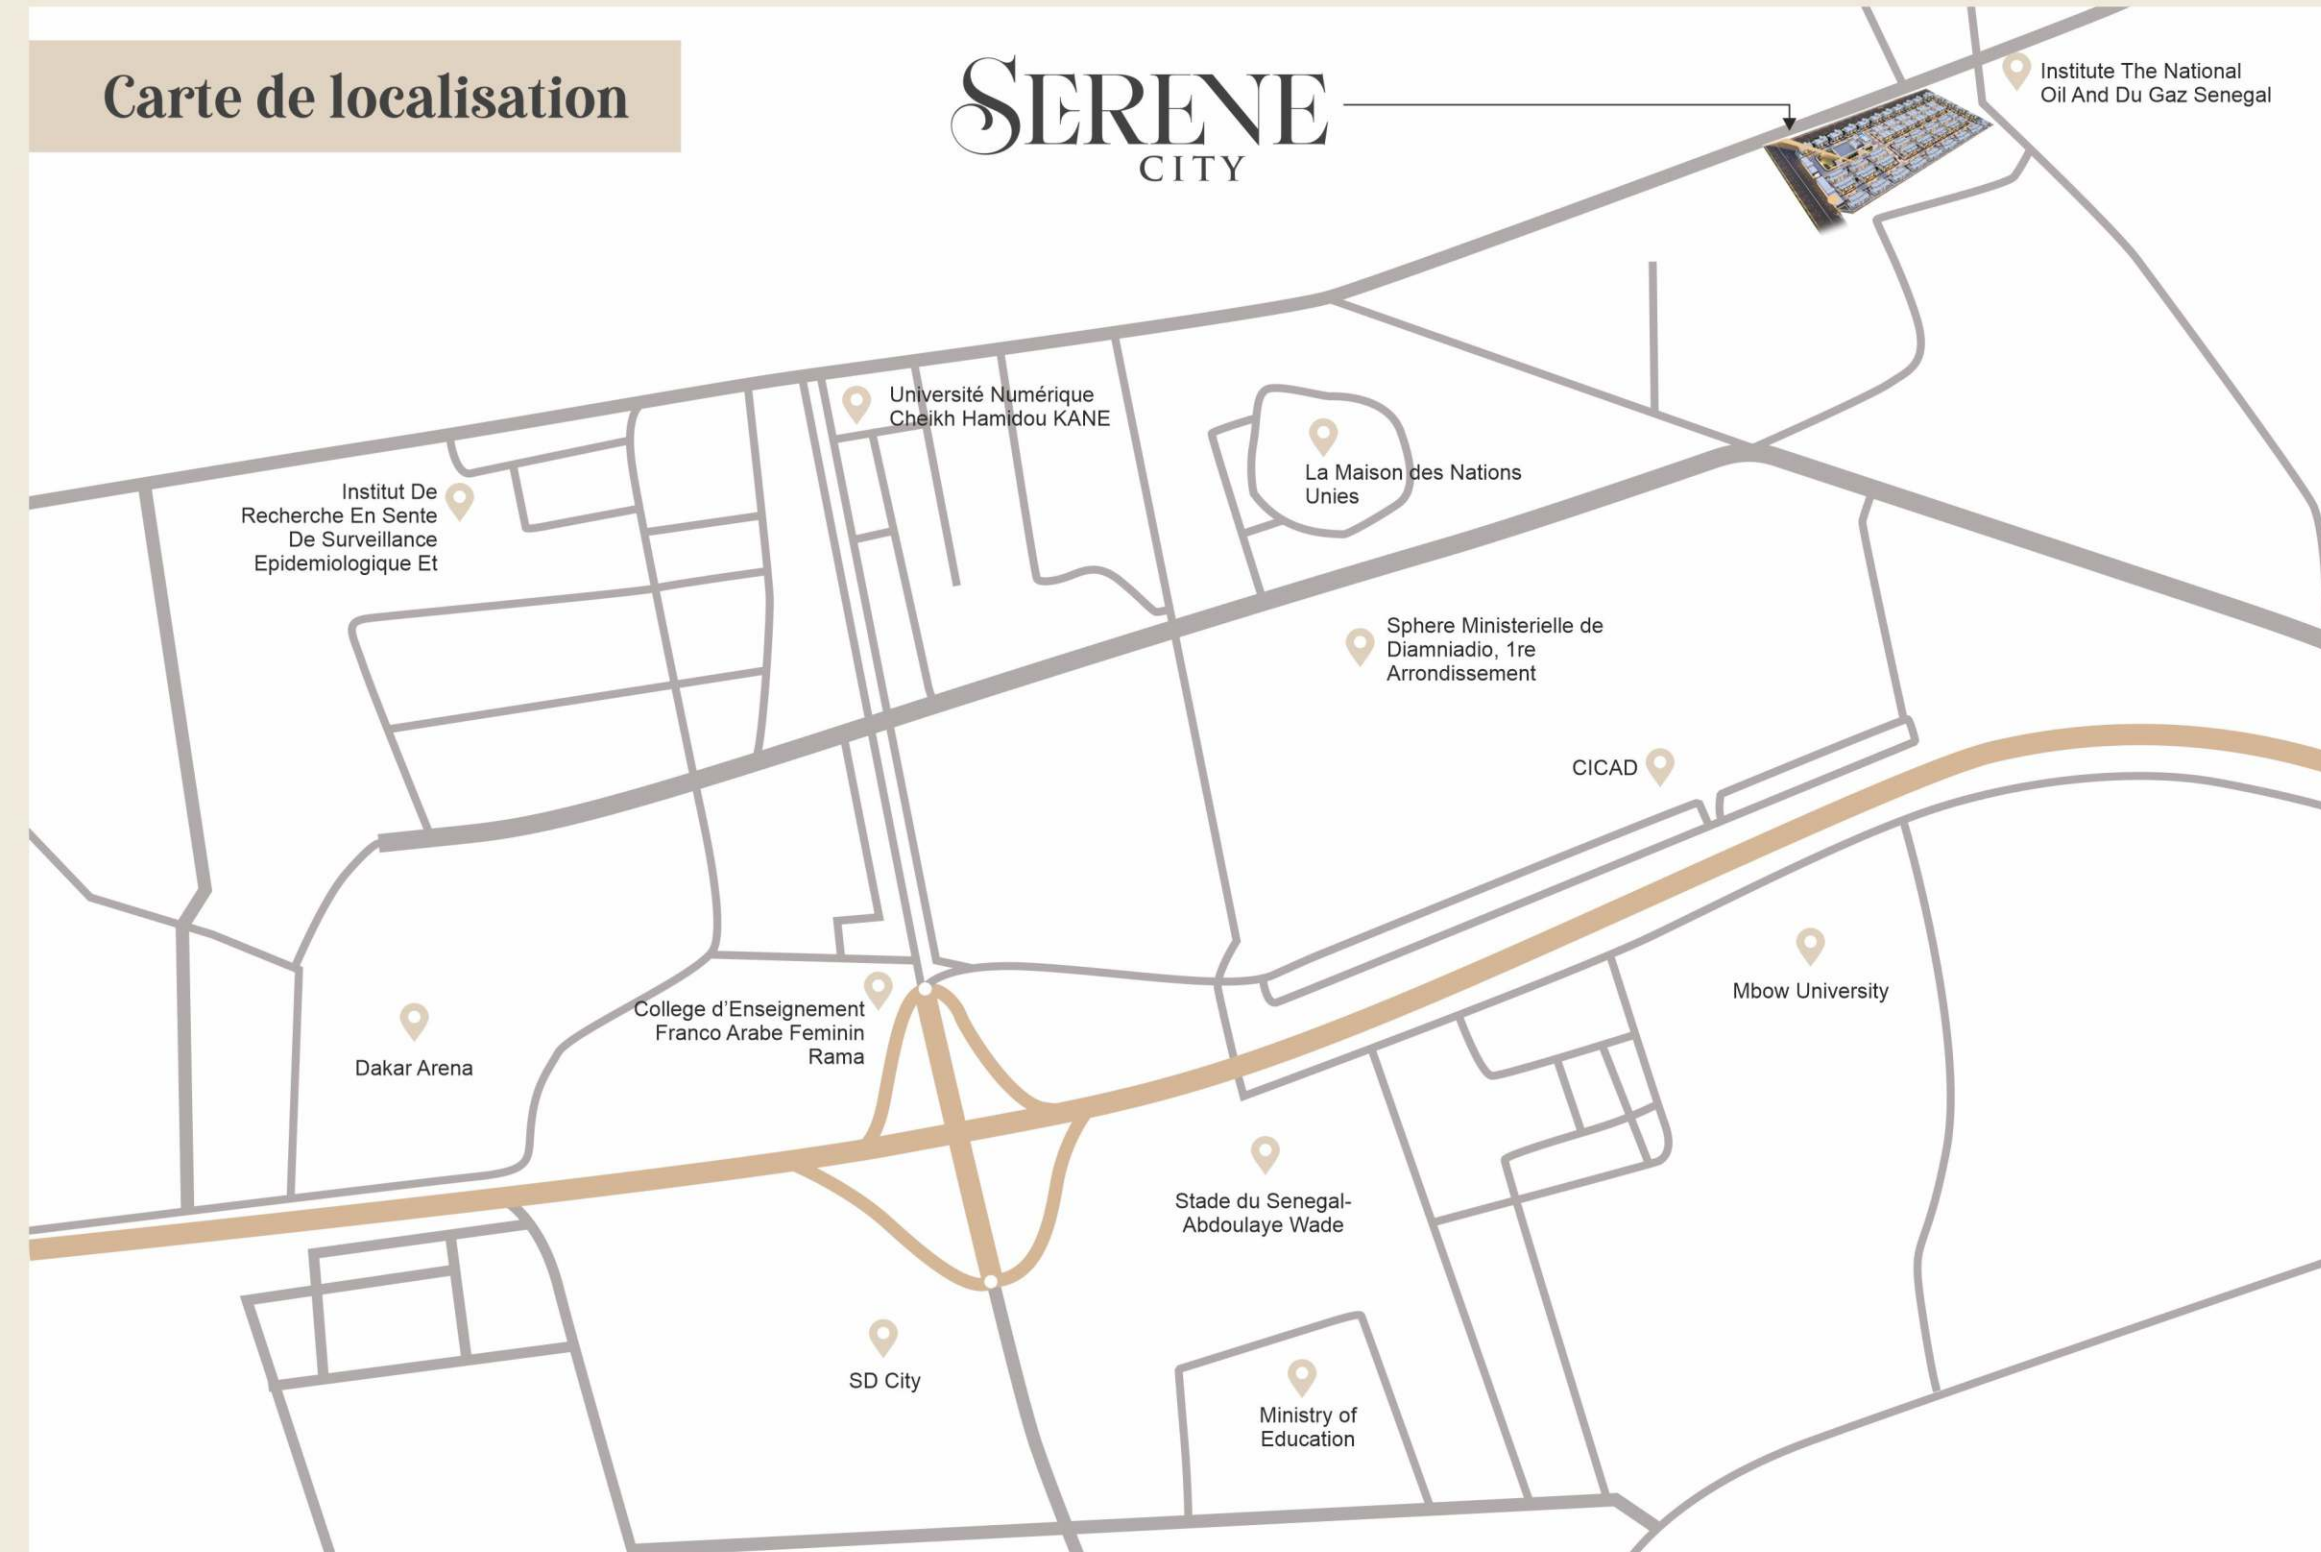 Carte de localisation
SERENE
CITY
Institute The National
Oil And Du Gaz Senegal
Université Numérique
Cheikh Hamidou KANE
La Maison des Nations
Unies
Institut De
Recherche En Sente
De Surveillance
Epidemiologique Et
Sphere Ministerielle de
Diamniadio, 1re
Arrondissement
CICAD
Mbow University
College d'Enseignement
Franco Arabe Feminin
Rama
Dakar Arena
Stade du Senegal-
Abdoulaye Wade
SD City
Ministry of
Education